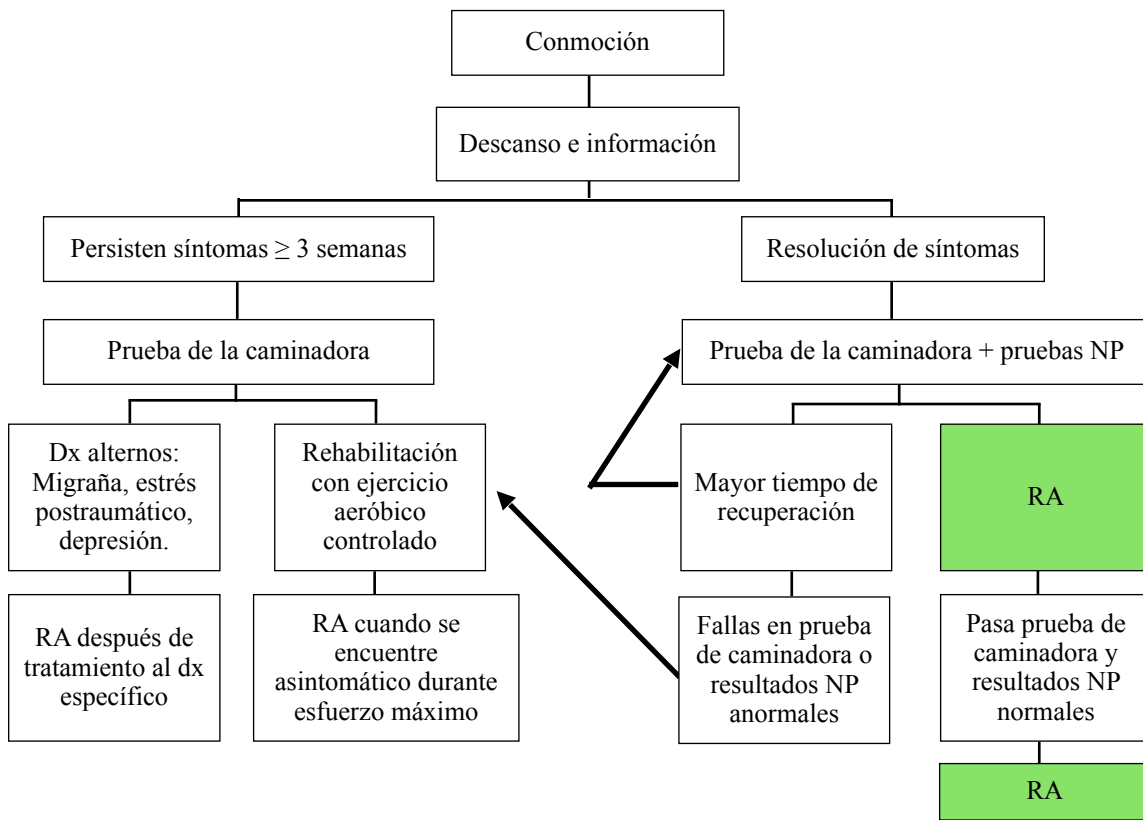 Conmoción
Descanso e información
Persisten síntomas ≥ 3 semanas
Resolución de síntomas
Prueba de la caminadora
Prueba de la caminadora + pruebas NP
Dx alternos:
Migraña, estrés
postraumático,
depresión.
Rehabilitación
con ejercicio
aeróbico
controlado
Mayor tiempo de
recuperación
RA
RA después de
tratamiento al dx
específico
RA cuando se
encuentre
asintomático durante
esfuerzo máximo
Fallas en prueba
de caminadora o
resultados NP
anormales
Pasa prueba de
caminadora y
resultados NP
normales
RA